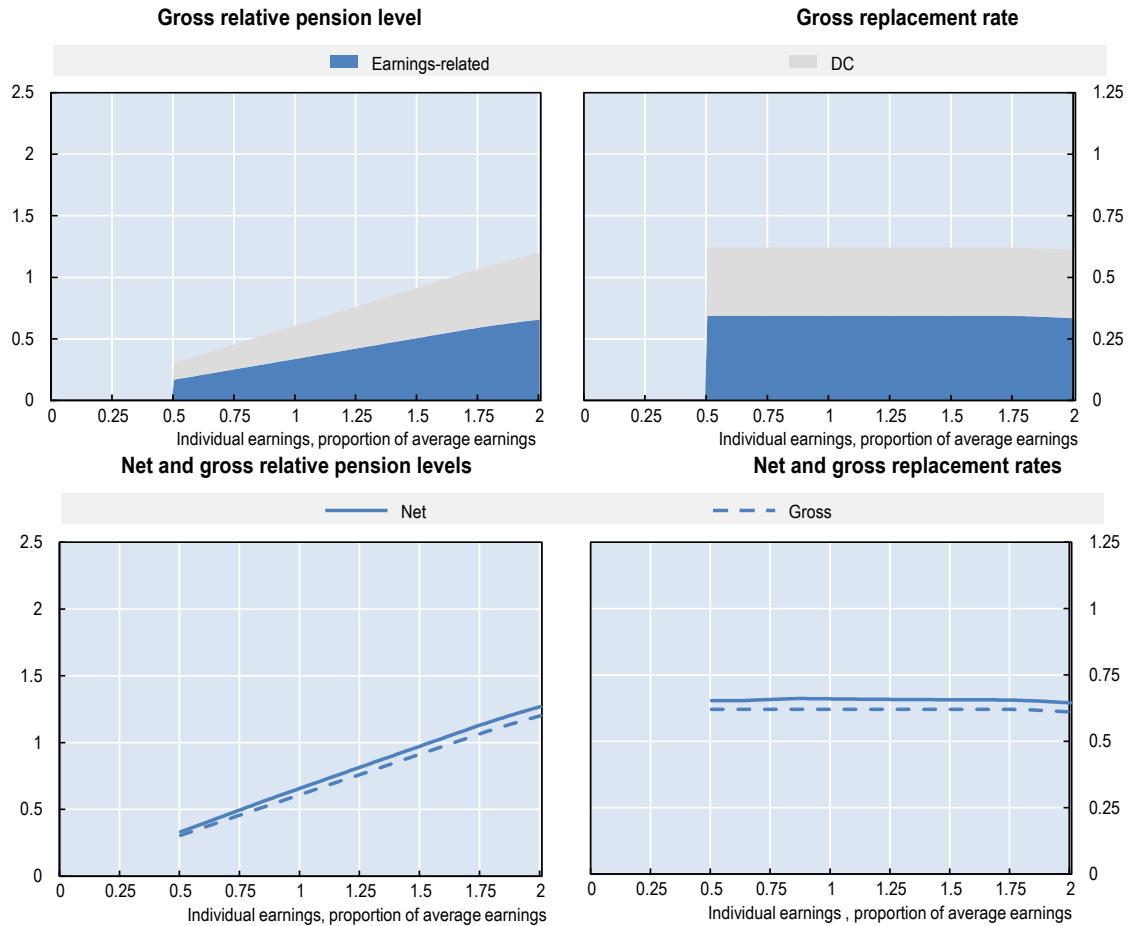 Gross relative pension level
Gross replacement rate
Earnings-related
DC
2.5
2
1.5
1
0.5
0
0 0.25 0.5 0.75 1 1.25 1.5 1.75 2
Individual earnings, proportion of average earnings
1.25
1
0.75
0.5
0.25
0
0 0.25 0.5 0.75 1 1.25 1.5 1.75 2
Individual earnings, proportion of average earnings
Net and gross relative pension levels
Net and gross replacement rates
Net
Gross
2.5
2
1.5
1
0.5
0
0 0.25 0.5 0.75 1 1.25 1.5 1.75 2
Individual earnings, proportion of average earnings
1.25
1
0.75
0.5
0.25
0
0 0.25 0.5 0.75 1 1.25 1.5 1.75 2
Individual earnings , proportion of average earnings